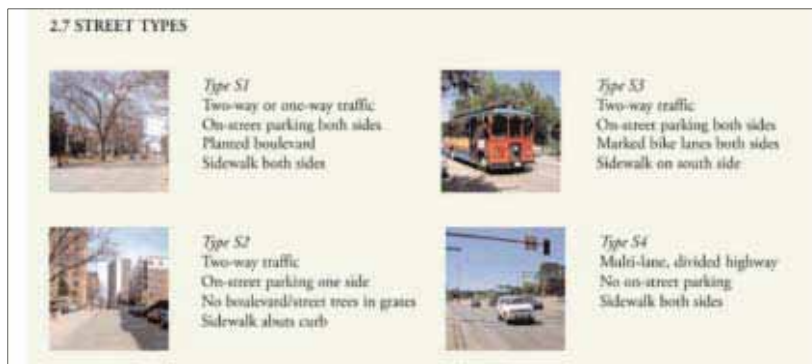 2.7 STREET TYPES
Type S1
Two-way or one-way traffic
On-street parking both sides
Planted boulevard
Sidewalk both sides
Type S3
Two-way traffic
On-street parking both sides
Marked bike lanes both sides
Sidewalk on south side
Type S2
Two-way traffic
On-street parking one side
No boulevard/street trees in grates
Sidewalk abuts curb
Type S4
Multi-lane, divided highway
No on-street parking
Sidewalk both sides